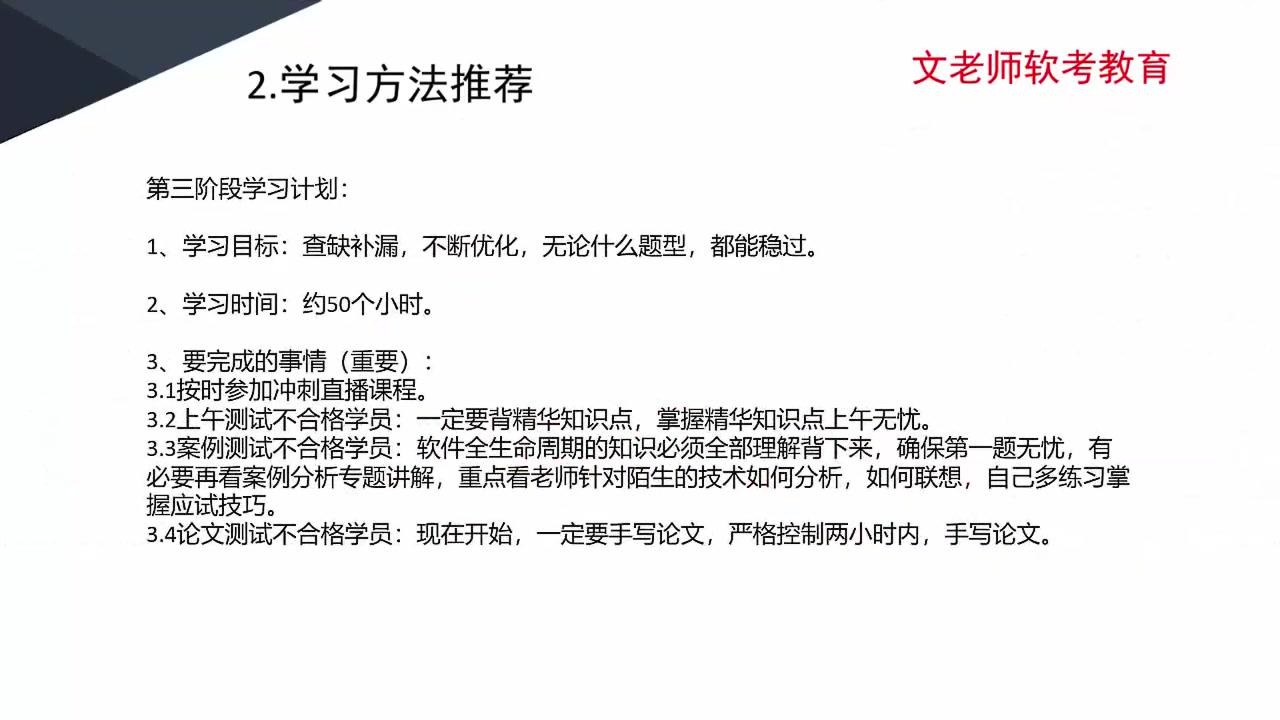 2.学习方法推荐
文老师软考教育
第三阶段学习计划：
1、学习目标：查缺补漏，不断优化，无论什么题型，都能稳过。
2、学习时间：约50个小时。
3、要完成的事情（重要）：
3.1按时参加冲刺直播课程。
3.2上午测试不合格学员：一定要背精华知识点，掌握精华知识点上午无忧。
3.3案例测试不合格学员：软件全生命周期的知识必须全部理解背下来，确保第一题无忧，有
必要再看案例分析专题讲解，重点看老师针对陌生的技术如何分析，如何联想，自己多练习掌
握应试技巧。
3.4论文测试不合格学员：现在开始，一定要手写论文，严格控制两小时内，手写论文。